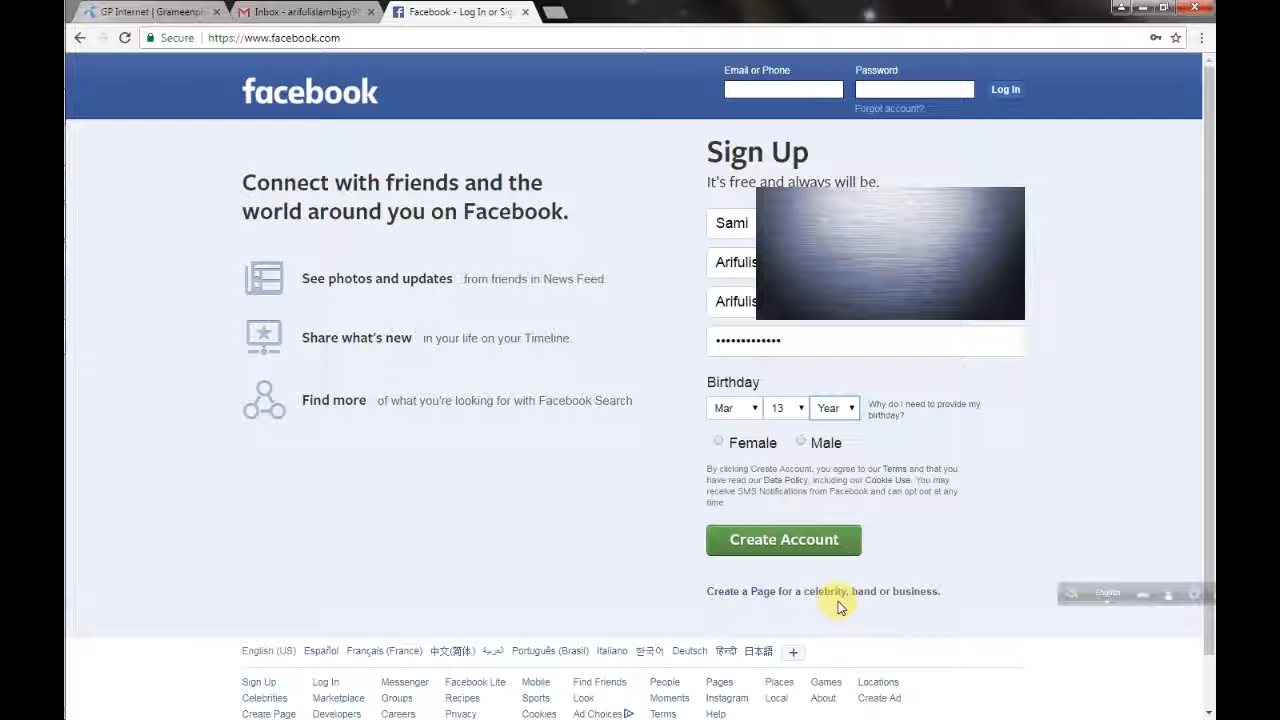 GP Internet | Grameenph
Inbox - arifulislambijoy9
Facebook - Log In or Sig
Secure
https://www.facebook.com
facebook
Email or Phone
Password
Log In
Forgot account?
Sign Up
It's free and always will be.
Connect with friends and the
world around you on Facebook.
Sami
Arifulis
Arifulis
See photos and updates from friends in News Feed.
Share what's new in your life on your Timeline.
Find more of what you're looking for with Facebook Search
Birthday
Mar 13 Year
Why do I need to provide my
birthday?
Female Male
By clicking Create Account, you agree to our Terms and that you
have read our Data Policy, including our Cookie Use. You may
receive SMS Notifications from Facebook and can opt out at any
time
Create Account
Create a Page for a celebrity, band or business.
English
English (US) Español Français (France) 中文(简体) العربية Português (Brasil) Italiano 한국어 Deutsch हिन्दी 日本語 +
Sign Up Log In Messenger Facebook Lite Mobile Find Friends People Pages Places Games Locations
Celebrities Marketplace Groups Recipes Sports Look Moments Instagram Local About Create Ad
Create Page Developers Careers Privacy Cookies Ad Choices Terms Help